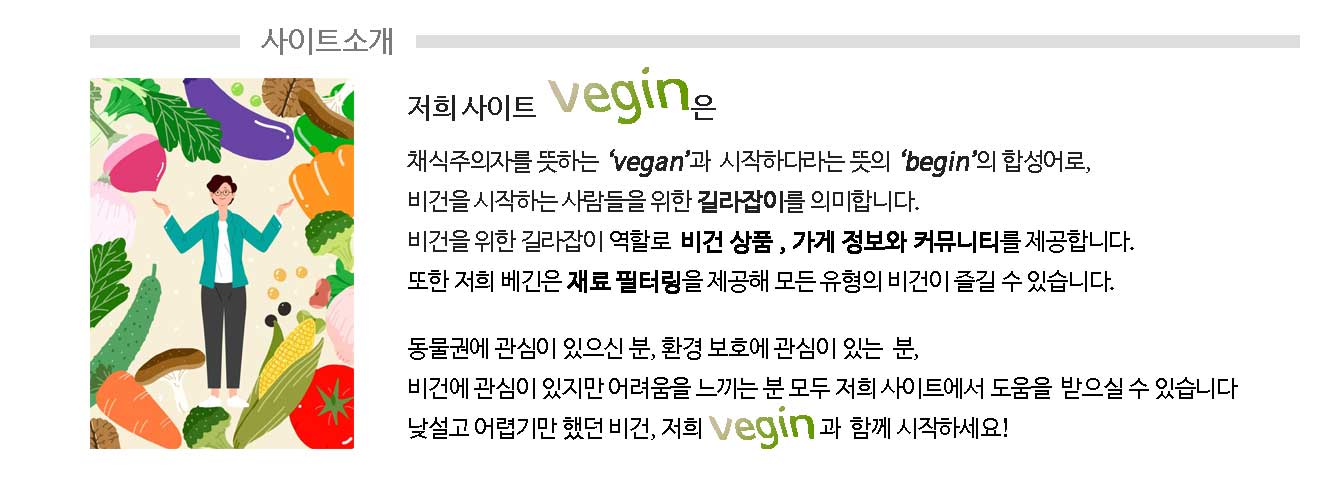 사이트소개
저희 사이트 vegin은
채식주의자를 뜻하는 ‘vegan’과 시작하다라는 뜻의 ‘begin’의 합성어로,
비건을 시작하는 사람들을 위한 길라잡이를 의미합니다.
비건을 위한 길라잡이 역할로 비건 상품 , 가게 정보와 커뮤니티를 제공합니다.
또한 저희 베긴은 재료 필터링을 제공해 모든 유형의 비건이 즐길 수 있습니다.
동물권에 관심이 있으신 분, 환경 보호에 관심이 있는 분,
비건에 관심이 있지만 어려움을 느끼는 분 모두 저희 사이트에서 도움을 받으실 수 있습니다
낯설고 어렵기만 했던 비건, 저희 vegin과 함께 시작하세요!